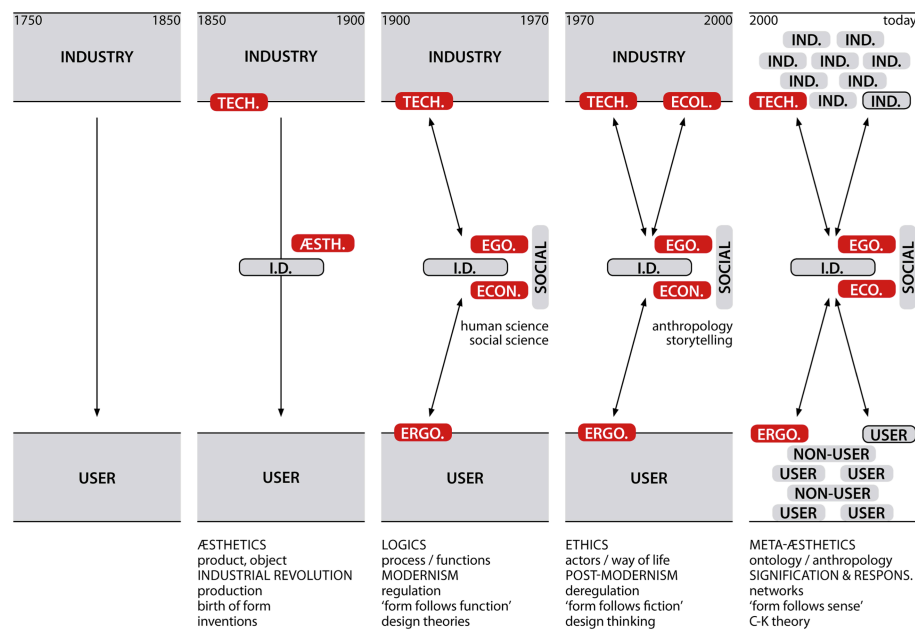 1750 1850
INDUSTRY
USER
1850 1900
INDUSTRY
TECH.
ÆSTH.
I.D.
USER
ÆSTHETICS
product, object
INDUSTRIAL REVOLUTION
production
birth of form
inventions
1900 1970
INDUSTRY
TECH.
EGO.
I.D.
ECON.
SOCIAL
human science
social science
ERGO.
USER
LOGICS
process / functions
MODERNISM
regulation
‘form follows function’
design theories
1970 2000
INDUSTRY
TECH. ECOL.
EGO.
I.D.
ECON.
SOCIAL
anthropology
storytelling
ERGO.
USER
ETHICS
actors / way of life
POST-MODERNISM
deregulation
‘form follows fiction’
design thinking
2000 today
IND. IND.
IND. IND. IND.
IND. IND.
TECH. IND. IND.
EGO.
I.D.
ECO.
SOCIAL
ERGO. USER
NON-USER
USER USER
NON-USER
USER USER
META-ÆSTHETICS
ontology / anthropology
SIGNIFICATION & RESPONS.
networks
‘form follows sense’
C-K theory